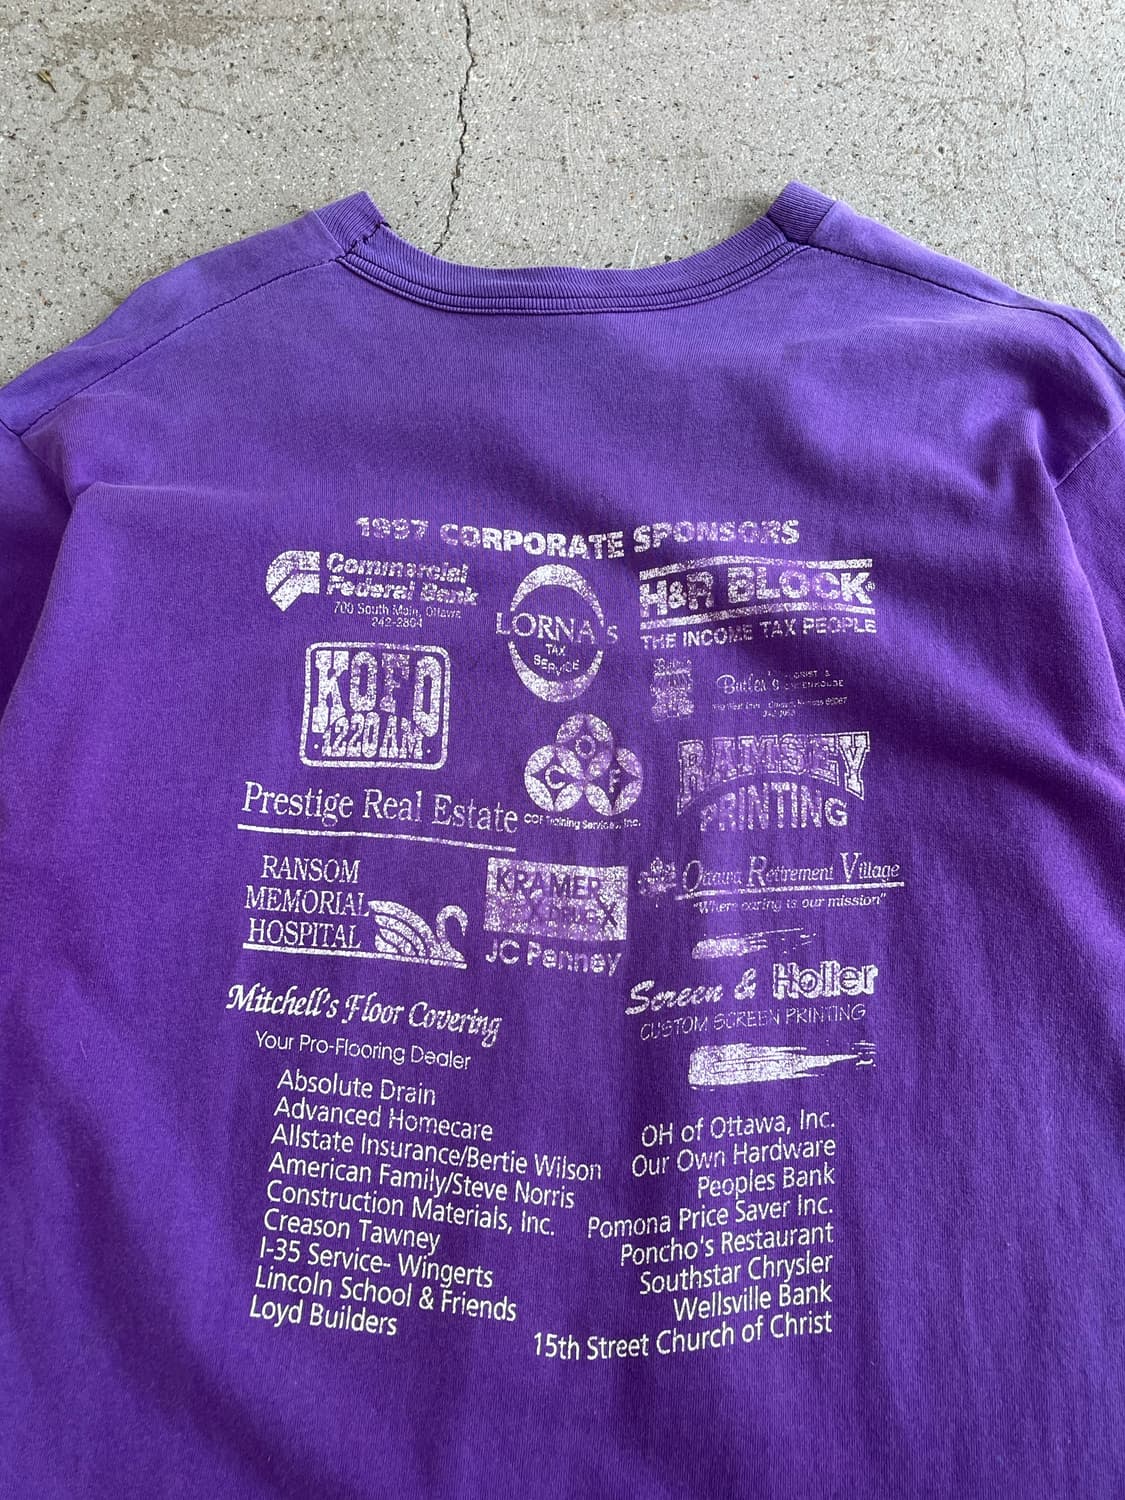 1997 CORPORATE SPONSORS
Commercial
Federal Bank
700 South Main, Ottawa
242-2804
LORNA's
TAX
SERVICE
H&R BLOCK
THE INCOME TAX PEOPLE
KOFO
1220 AM
Butler's
C O F
COF Training Services, Inc.
RAMSEY
PRINTING
Prestige Real Estate
RANSOM
MEMORIAL
HOSPITAL
KRAMER
JC Penney
Ottawa Retirement Village
"Where caring is our mission"
Mitchell's Floor Covering
Your Pro-Flooring Dealer
Screen & Holler
CUSTOM SCREEN PRINTING
Absolute Drain
Advanced Homecare
Allstate Insurance/Bertie Wilson
American Family/Steve Norris
Construction Materials, Inc.
Creason Tawney
I-35 Service- Wingerts
Lincoln School & Friends
Loyd Builders
OH of Ottawa, Inc.
Our Own Hardware
Peoples Bank
Pomona Price Saver Inc.
Poncho's Restaurant
Southstar Chrysler
Wellsville Bank
15th Street Church of Christ